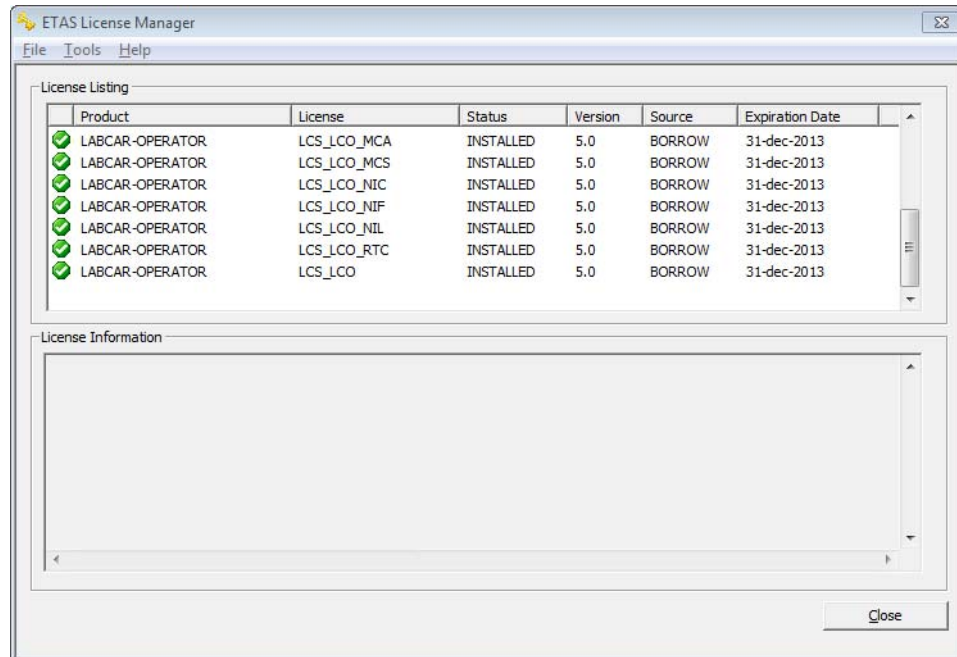 ETAS License Manager
File Tools Help
License Listing
Product License Status Version Source Expiration Date
LABCAR-OPERATOR LCS_LCO_MCA INSTALLED 5.0 BORROW 31-dec-2013
LABCAR-OPERATOR LCS_LCO_MCS INSTALLED 5.0 BORROW 31-dec-2013
LABCAR-OPERATOR LCS_LCO_NIC INSTALLED 5.0 BORROW 31-dec-2013
LABCAR-OPERATOR LCS_LCO_NIF INSTALLED 5.0 BORROW 31-dec-2013
LABCAR-OPERATOR LCS_LCO_NIL INSTALLED 5.0 BORROW 31-dec-2013
LABCAR-OPERATOR LCS_LCO_RTC INSTALLED 5.0 BORROW 31-dec-2013
LABCAR-OPERATOR LCS_LCO INSTALLED 5.0 BORROW 31-dec-2013
License Information
Close